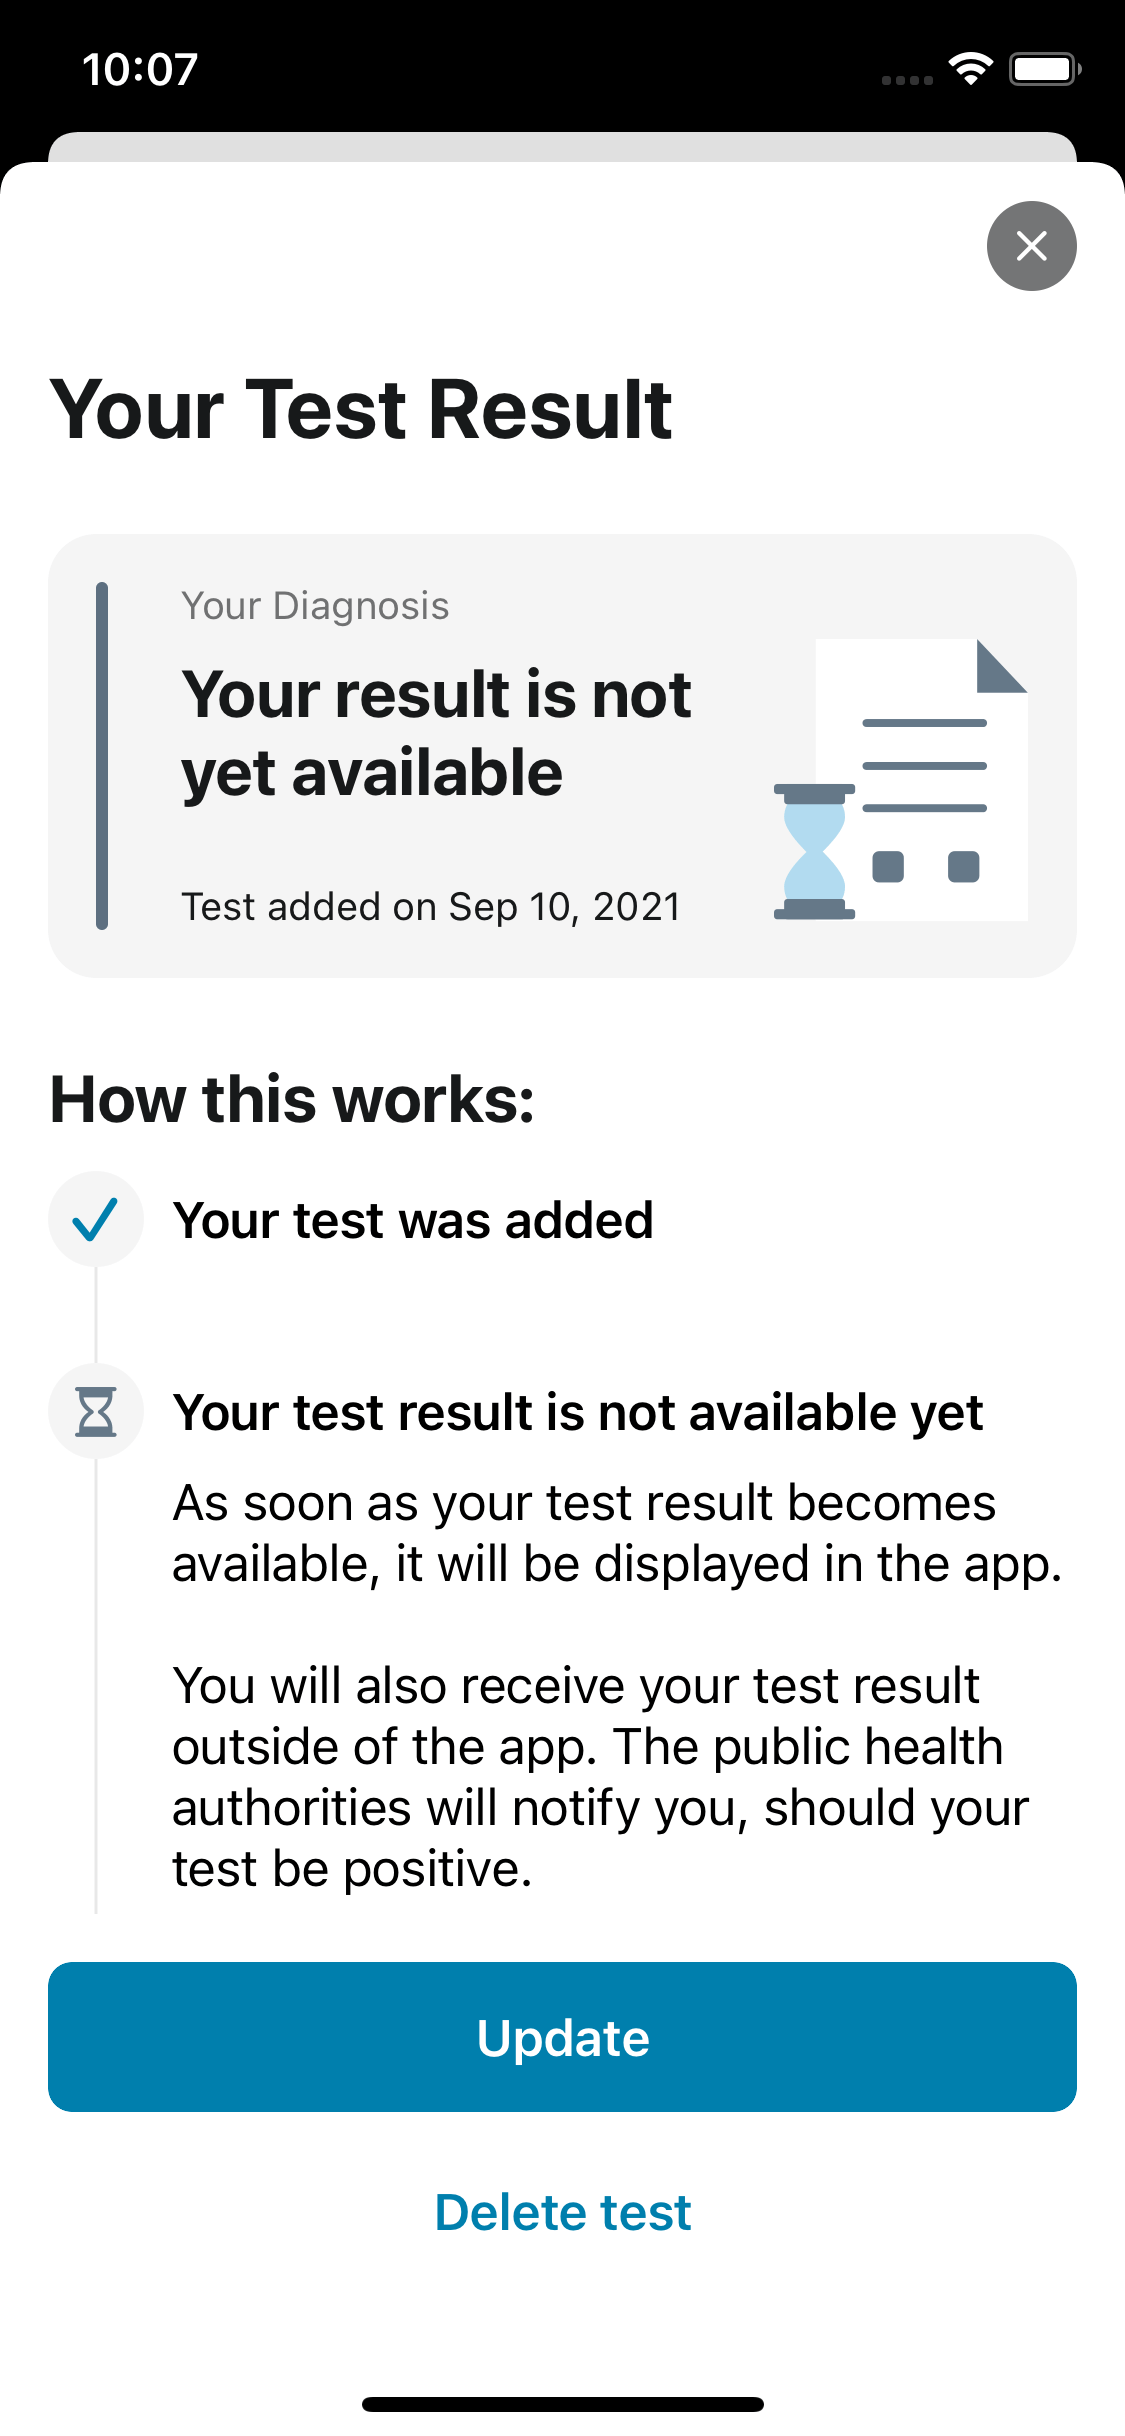 10:07
Your Test Result
Your Diagnosis
Your result is not
yet available
Test added on Sep 10, 2021
How this works:
Your test was added
Your test result is not available yet
As soon as your test result becomes
available, it will be displayed in the app.
You will also receive your test result
outside of the app. The public health
authorities will notify you, should your
test be positive.
Update
Delete test